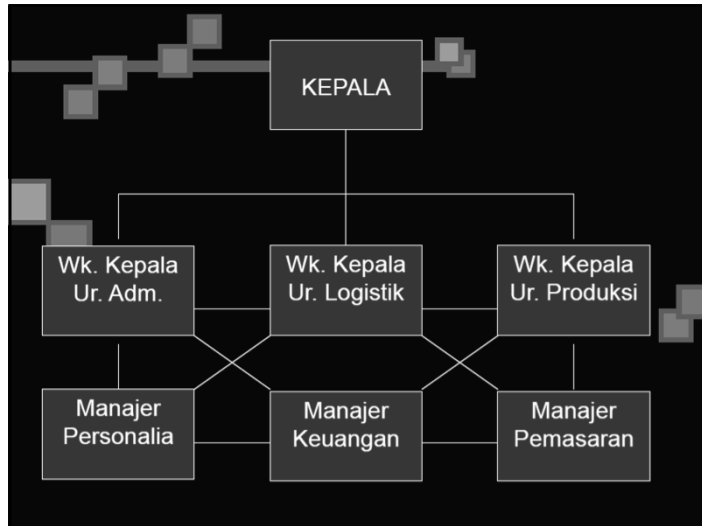 KEPALA
Wk. Kepala
Ur. Adm.
Wk. Kepala
Ur. Logistik
Wk. Kepala
Ur. Produksi
Manajer
Personalia
Manajer
Keuangan
Manajer
Pemasaran